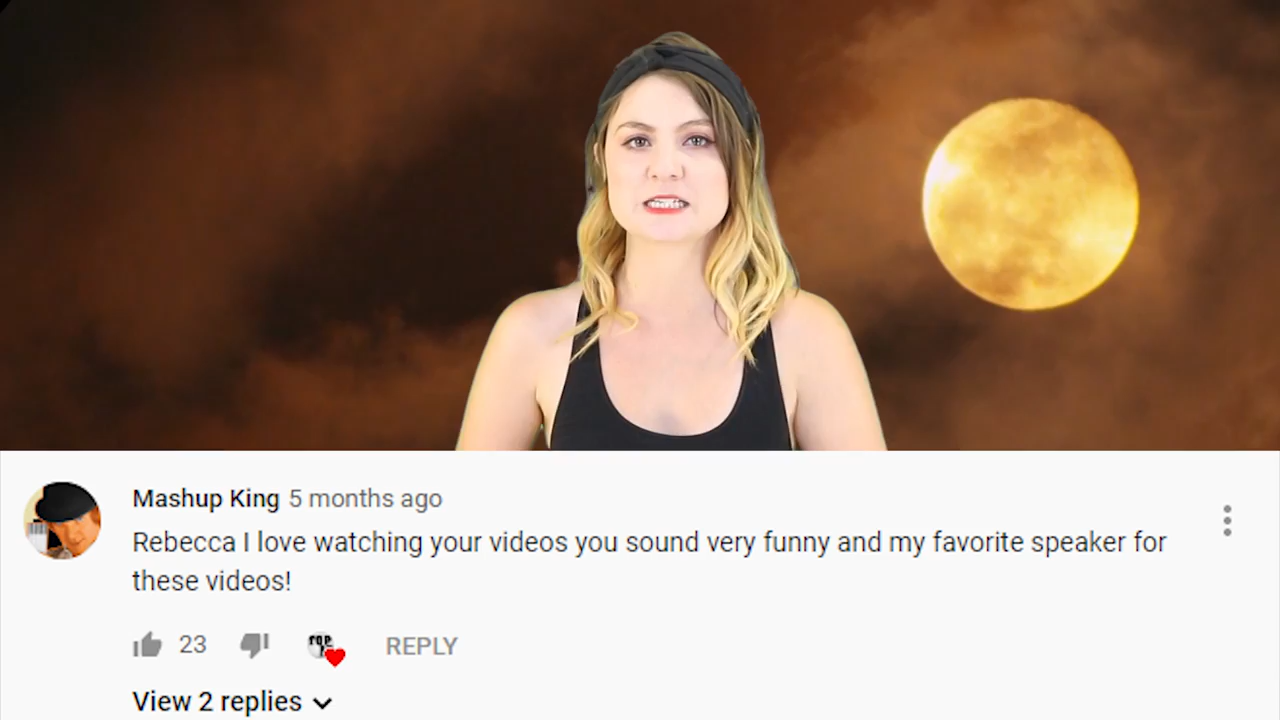 Mashup King 5 months ago
Rebecca I love watching your videos you sound very funny and my favorite speaker for
these videos!
23 REPLY
View 2 replies